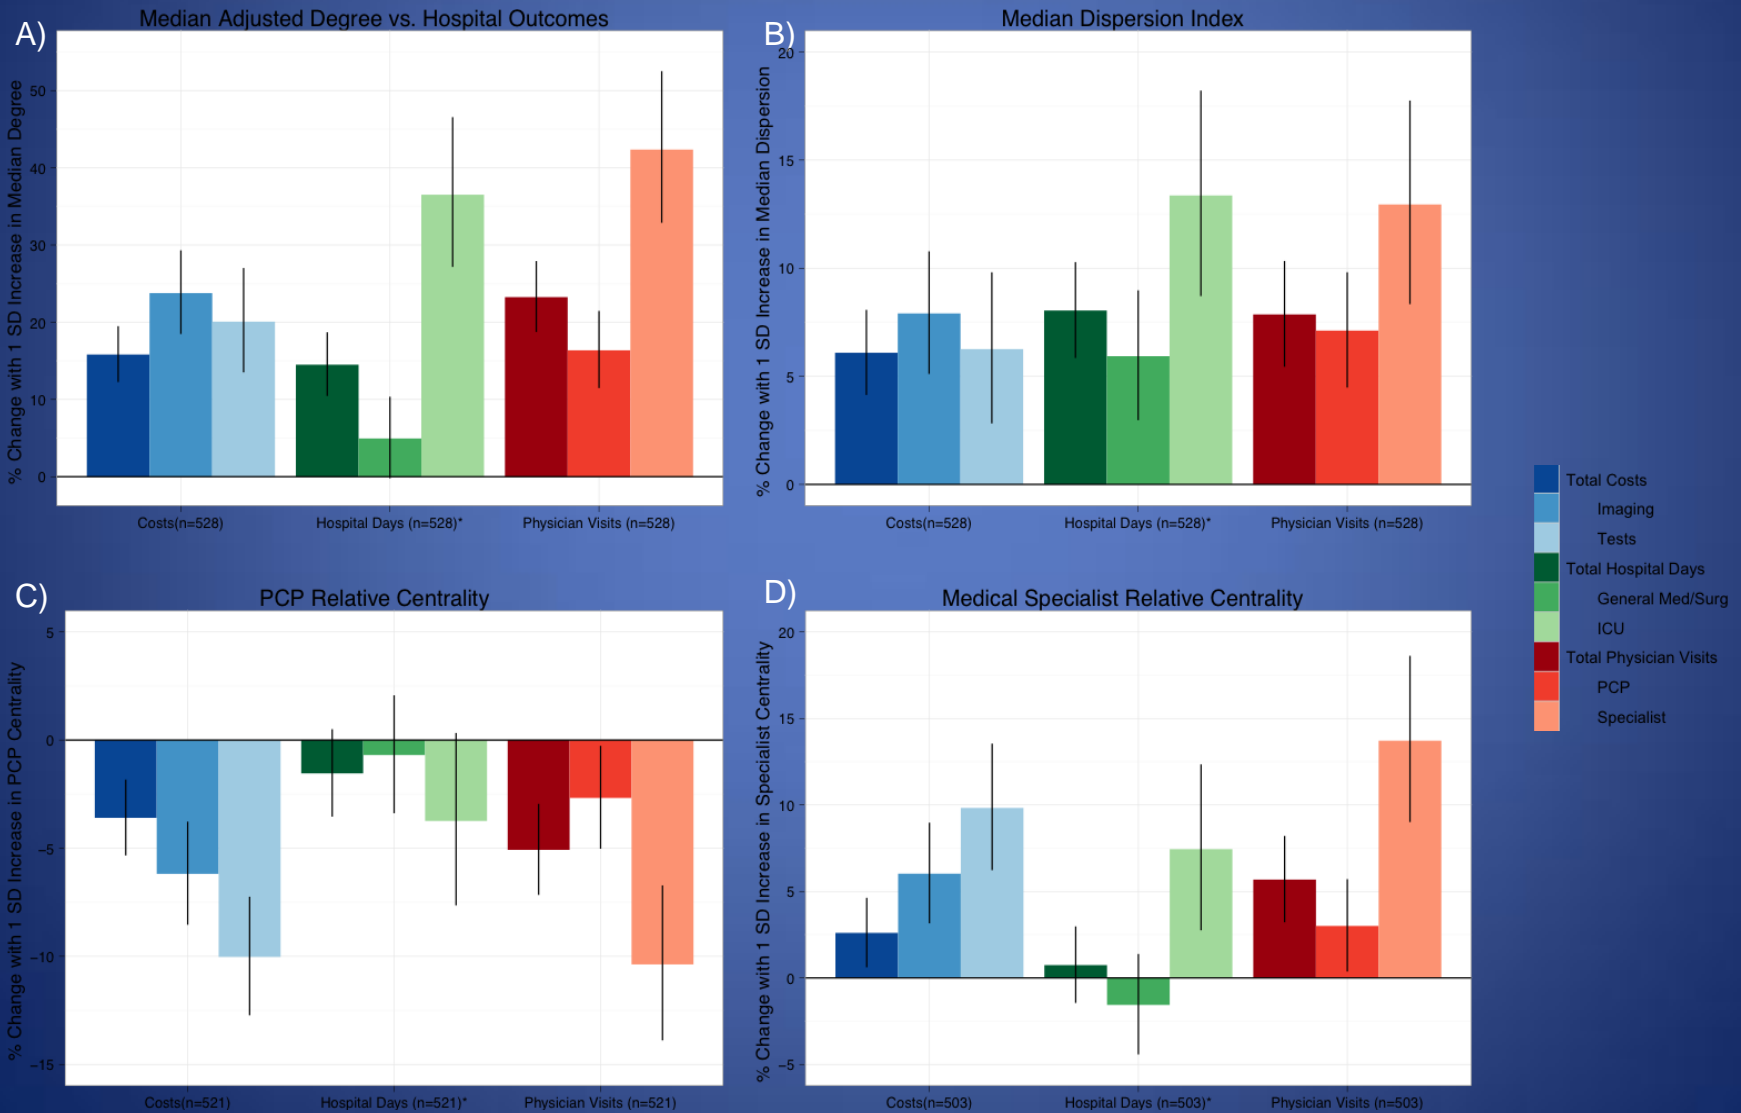 A)
Median Adjusted Degree vs. Hospital Outcomes
% Change with 1 SD Increase in Median Degree
50
40
30
20
10
0
Costs(n=528)
Hospital Days (n=528)*
Physician Visits (n=528)
B)
Median Dispersion Index
% Change with 1 SD Increase in Median Dispersion
20
15
10
5
0
Costs(n=528)
Hospital Days (n=528)*
Physician Visits (n=528)
C)
PCP Relative Centrality
% Change with 1 SD Increase in PCP Centrality
5
0
−5
−10
−15
Costs(n=521)
Hospital Days (n=521)*
Physician Visits (n=521)
D)
Medical Specialist Relative Centrality
% Change with 1 SD Increase in Specialist Centrality
20
15
10
5
0
−5
Costs(n=503)
Hospital Days (n=503)*
Physician Visits (n=503)
Total Costs
Imaging
Tests
Total Hospital Days
General Med/Surg
ICU
Total Physician Visits
PCP
Specialist